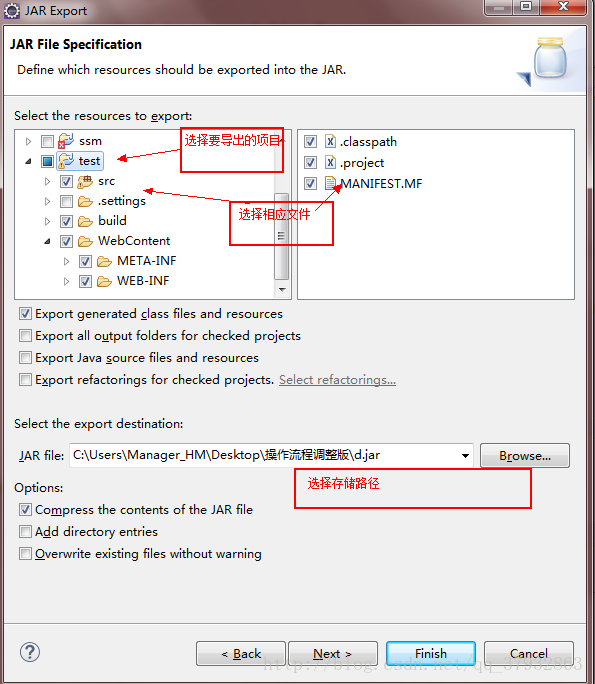 JAR Export
JAR File Specification
Define which resources should be exported into the JAR.
Select the resources to export:
ssm
选择要导出的项目
.classpath
test
.project
src
MANIFEST.MF
.settings
选择相应文件
build
WebContent
META-INF
WEB-INF
Export generated class files and resources
Export all output folders for checked projects
Export Java source files and resources
Export refactorings for checked projects. Select refactorings...
Select the export destination:
JAR file: C:\Users\Manager_HM\Desktop\操作流程调整版\d.jar Browse...
选择存储路径
Options:
Compress the contents of the JAR file
Add directory entries
Overwrite existing files without warning
< Back Next > Finish Cancel
http://blog.csdn.net/qq_37932863